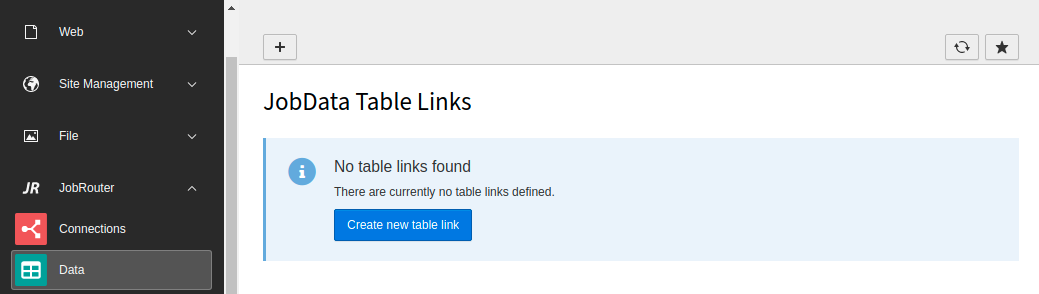 Web
Site Management
File
JR JobRouter
Connections
Data
JobData Table Links
No table links found
There are currently no table links defined.
Create new table link